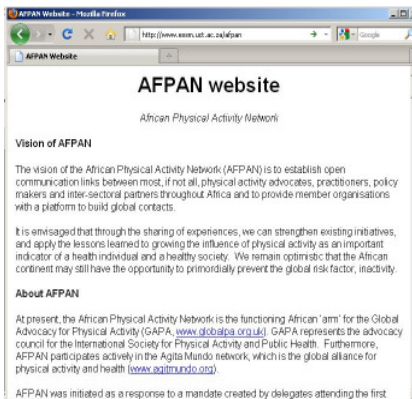 AFPAN Website - Mozilla Firefox
http://www.essm.uct.ac.za/afpan
Google
AFPAN Website
AFPAN website
African Physical Activity Network
Vision of AFPAN
The vision of the African Physical Activity Network (AFPAN) is to establish open
communication links between most, if not all, physical activity advocates, practitioners, policy
makers and inter-sectoral partners throughout Africa and to provide member organisations
with a platform to build global contacts.
It is envisaged that through the sharing of experiences, we can strengthen existing initiatives,
and apply the lessons learned to growing the influence of physical activity as an important
indicator of a health individual and a healthy society. We remain optimistic that the African
continent may still have the opportunity to primordially prevent the global risk factor, inactivity.
About AFPAN
At present, the African Physical Activity Network is the functioning African 'arm' for the Global
Advocacy for Physical Activity (GAPA, www.globalpa.org.uk). GAPA represents the advocacy
council for the International Society for Physical Activity and Public Health. Furthermore,
AFPAN participates actively in the Agita Mundo network, which is the global alliance for
physical activity and health (www.agitmundo.org).
AFPAN was initiated as a response to a mandate created by delegates attending the first